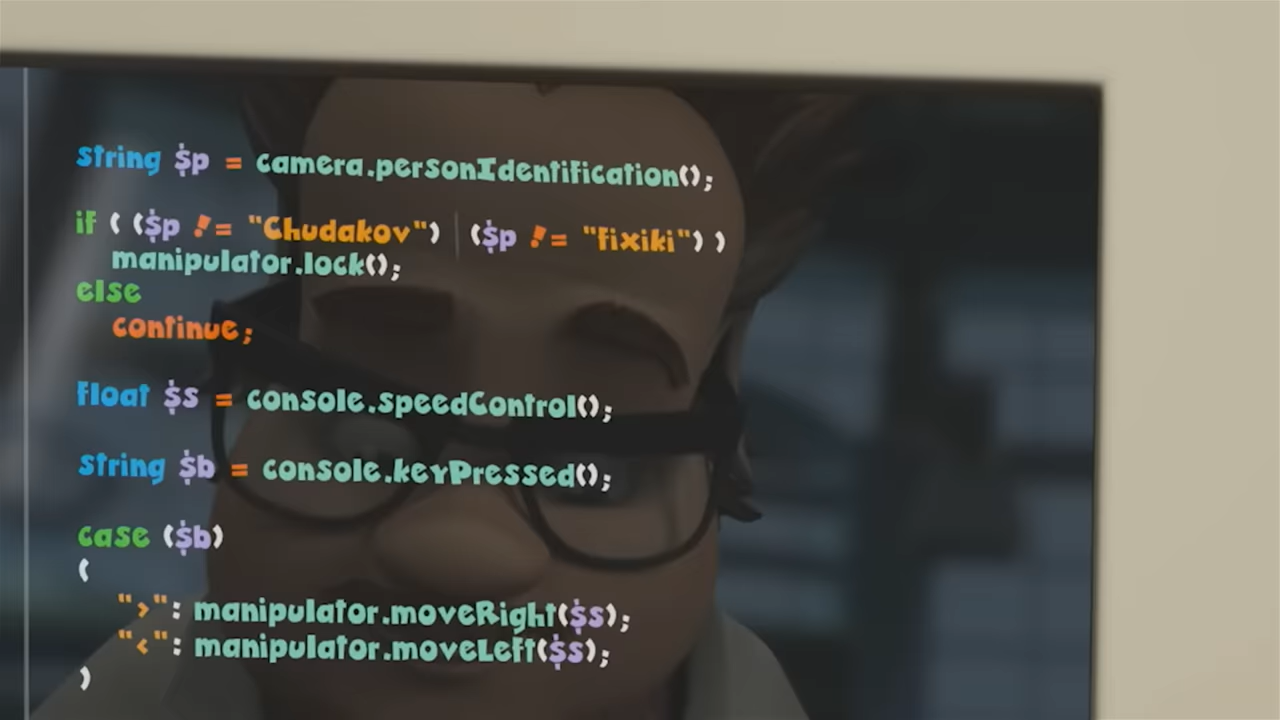 string $p = camera.personIdentification();
if ( ($p != "Chudakov") | ($p != "fixiki") )
manipulator.lock();
else
continue;
float $s = console.speedControl();
string $b = console.keyPressed();
case ($b)
(
">": manipulator.moveRight($s);
"<": manipulator.moveLeft($s);
)